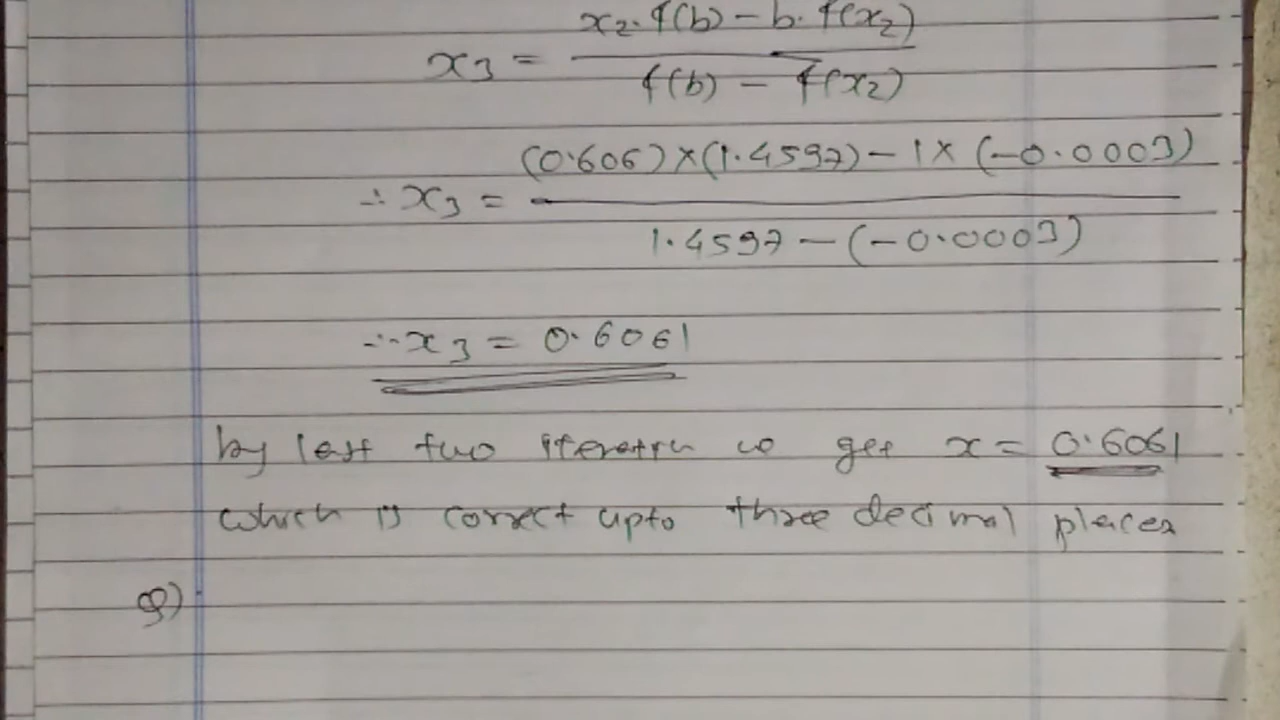 x₃ = (x₂·f(b) − b·f(x₂)) / (f(b) − f(x₂))
∴ x₃ = ((0.606)×(1.4597) − 1×(−0.0003)) / (1.4597 − (−0.0003))
∴ x₃ = 0.6061
by last two iteration we get x = 0.6061
which is correct upto three decimal places
Q)